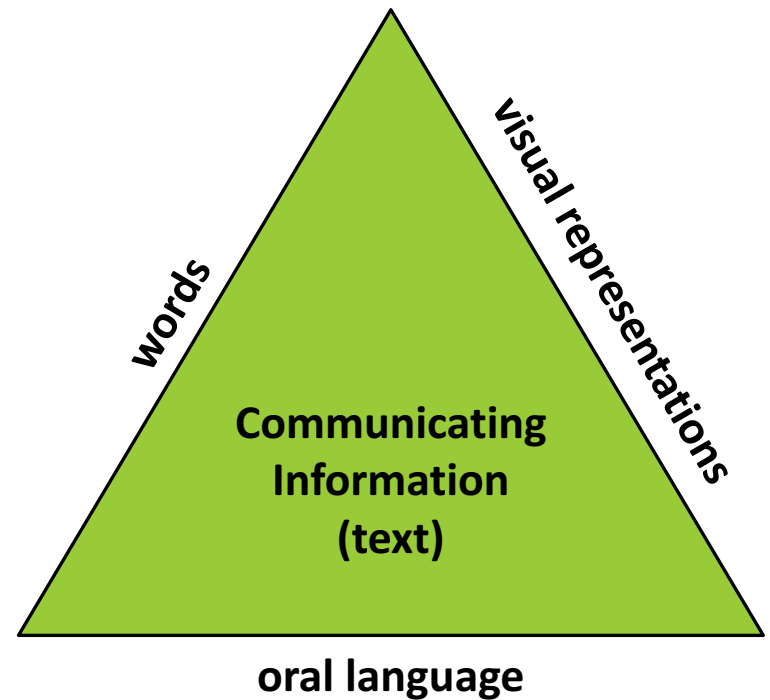 words
visual representations
Communicating
Information
(text)
oral language